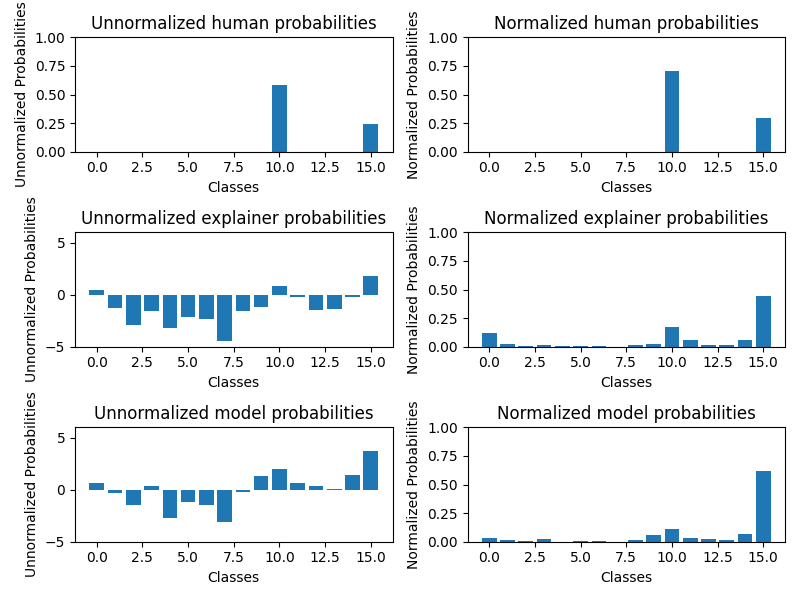 Unnormalized human probabilities
Unnormalized Probabilities
1.00
0.75
0.50
0.25
0.00
0.0 2.5 5.0 7.5 10.0 12.5 15.0
Classes
Normalized human probabilities
Normalized Probabilities
1.00
0.75
0.50
0.25
0.00
0.0 2.5 5.0 7.5 10.0 12.5 15.0
Classes
Unnormalized explainer probabilities
Unnormalized Probabilities
5
0
−5
0.0 2.5 5.0 7.5 10.0 12.5 15.0
Classes
Normalized explainer probabilities
Normalized Probabilities
1.00
0.75
0.50
0.25
0.00
0.0 2.5 5.0 7.5 10.0 12.5 15.0
Classes
Unnormalized model probabilities
Unnormalized Probabilities
5
0
−5
0.0 2.5 5.0 7.5 10.0 12.5 15.0
Classes
Normalized model probabilities
Normalized Probabilities
1.00
0.75
0.50
0.25
0.00
0.0 2.5 5.0 7.5 10.0 12.5 15.0
Classes